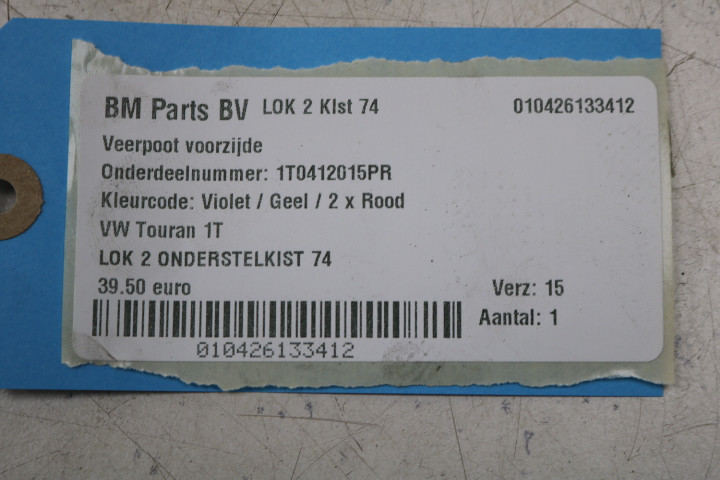 BM Parts BV LOK 2 Klst 74 010426133412
Veerpoot voorzijde
Onderdeelnummer: 1T0412015PR
Kleurcode: Violet / Geel / 2 x Rood
VW Touran 1T
LOK 2 ONDERSTELKIST 74
39.50 euro Verz: 15
Aantal: 1
010426133412